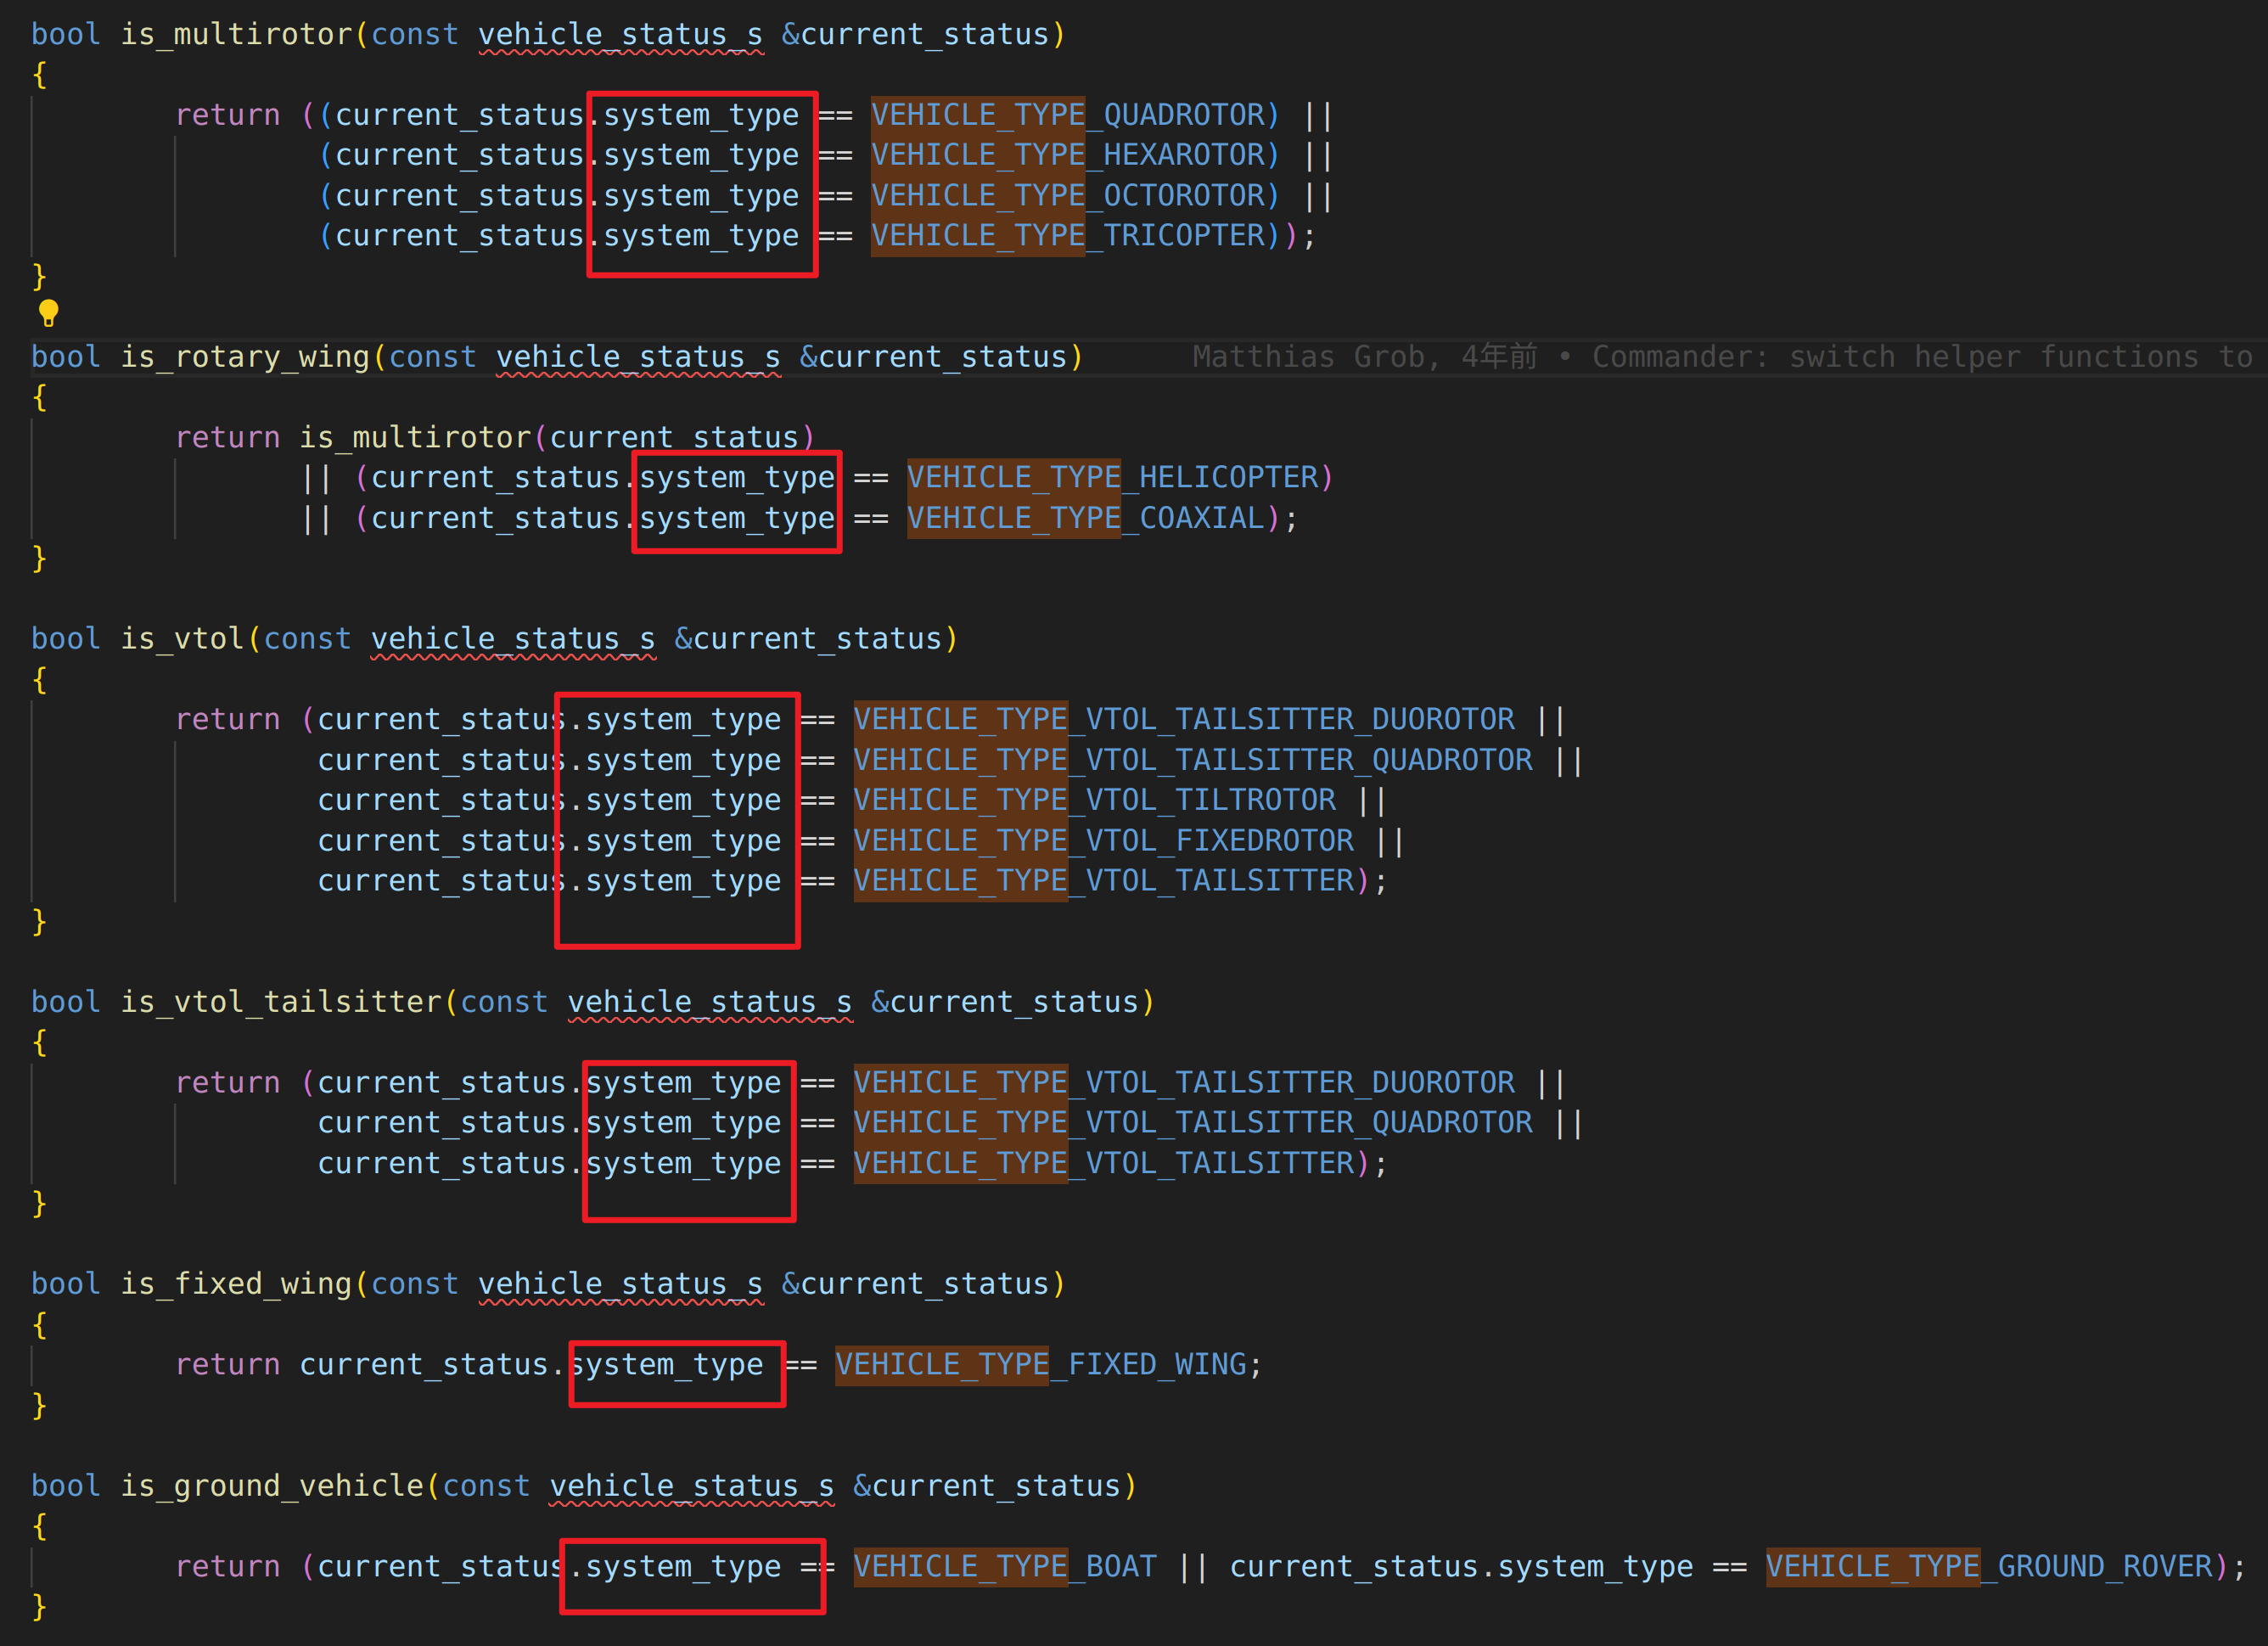 bool is_multirotor(const vehicle_status_s &current_status)
{
return ((current_status.system_type == VEHICLE_TYPE_QUADROTOR) ||
(current_status.system_type == VEHICLE_TYPE_HEXAROTOR) ||
(current_status.system_type == VEHICLE_TYPE_OCTOROTOR) ||
(current_status.system_type == VEHICLE_TYPE_TRICOPTER));
}
bool is_rotary_wing(const vehicle_status_s &current_status) Matthias Grob, 4年前 • Commander: switch helper functions to
{
return is_multirotor(current_status)
|| (current_status.system_type == VEHICLE_TYPE_HELICOPTER)
|| (current_status.system_type == VEHICLE_TYPE_COAXIAL);
}
bool is_vtol(const vehicle_status_s &current_status)
{
return (current_status.system_type == VEHICLE_TYPE_VTOL_TAILSITTER_DUOROTOR ||
current_status.system_type == VEHICLE_TYPE_VTOL_TAILSITTER_QUADROTOR ||
current_status.system_type == VEHICLE_TYPE_VTOL_TILTROTOR ||
current_status.system_type == VEHICLE_TYPE_VTOL_FIXEDROTOR ||
current_status.system_type == VEHICLE_TYPE_VTOL_TAILSITTER);
}
bool is_vtol_tailsitter(const vehicle_status_s &current_status)
{
return (current_status.system_type == VEHICLE_TYPE_VTOL_TAILSITTER_DUOROTOR ||
current_status.system_type == VEHICLE_TYPE_VTOL_TAILSITTER_QUADROTOR ||
current_status.system_type == VEHICLE_TYPE_VTOL_TAILSITTER);
}
bool is_fixed_wing(const vehicle_status_s &current_status)
{
return current_status.system_type == VEHICLE_TYPE_FIXED_WING;
}
bool is_ground_vehicle(const vehicle_status_s &current_status)
{
return (current_status.system_type == VEHICLE_TYPE_BOAT || current_status.system_type == VEHICLE_TYPE_GROUND_ROVER);
}